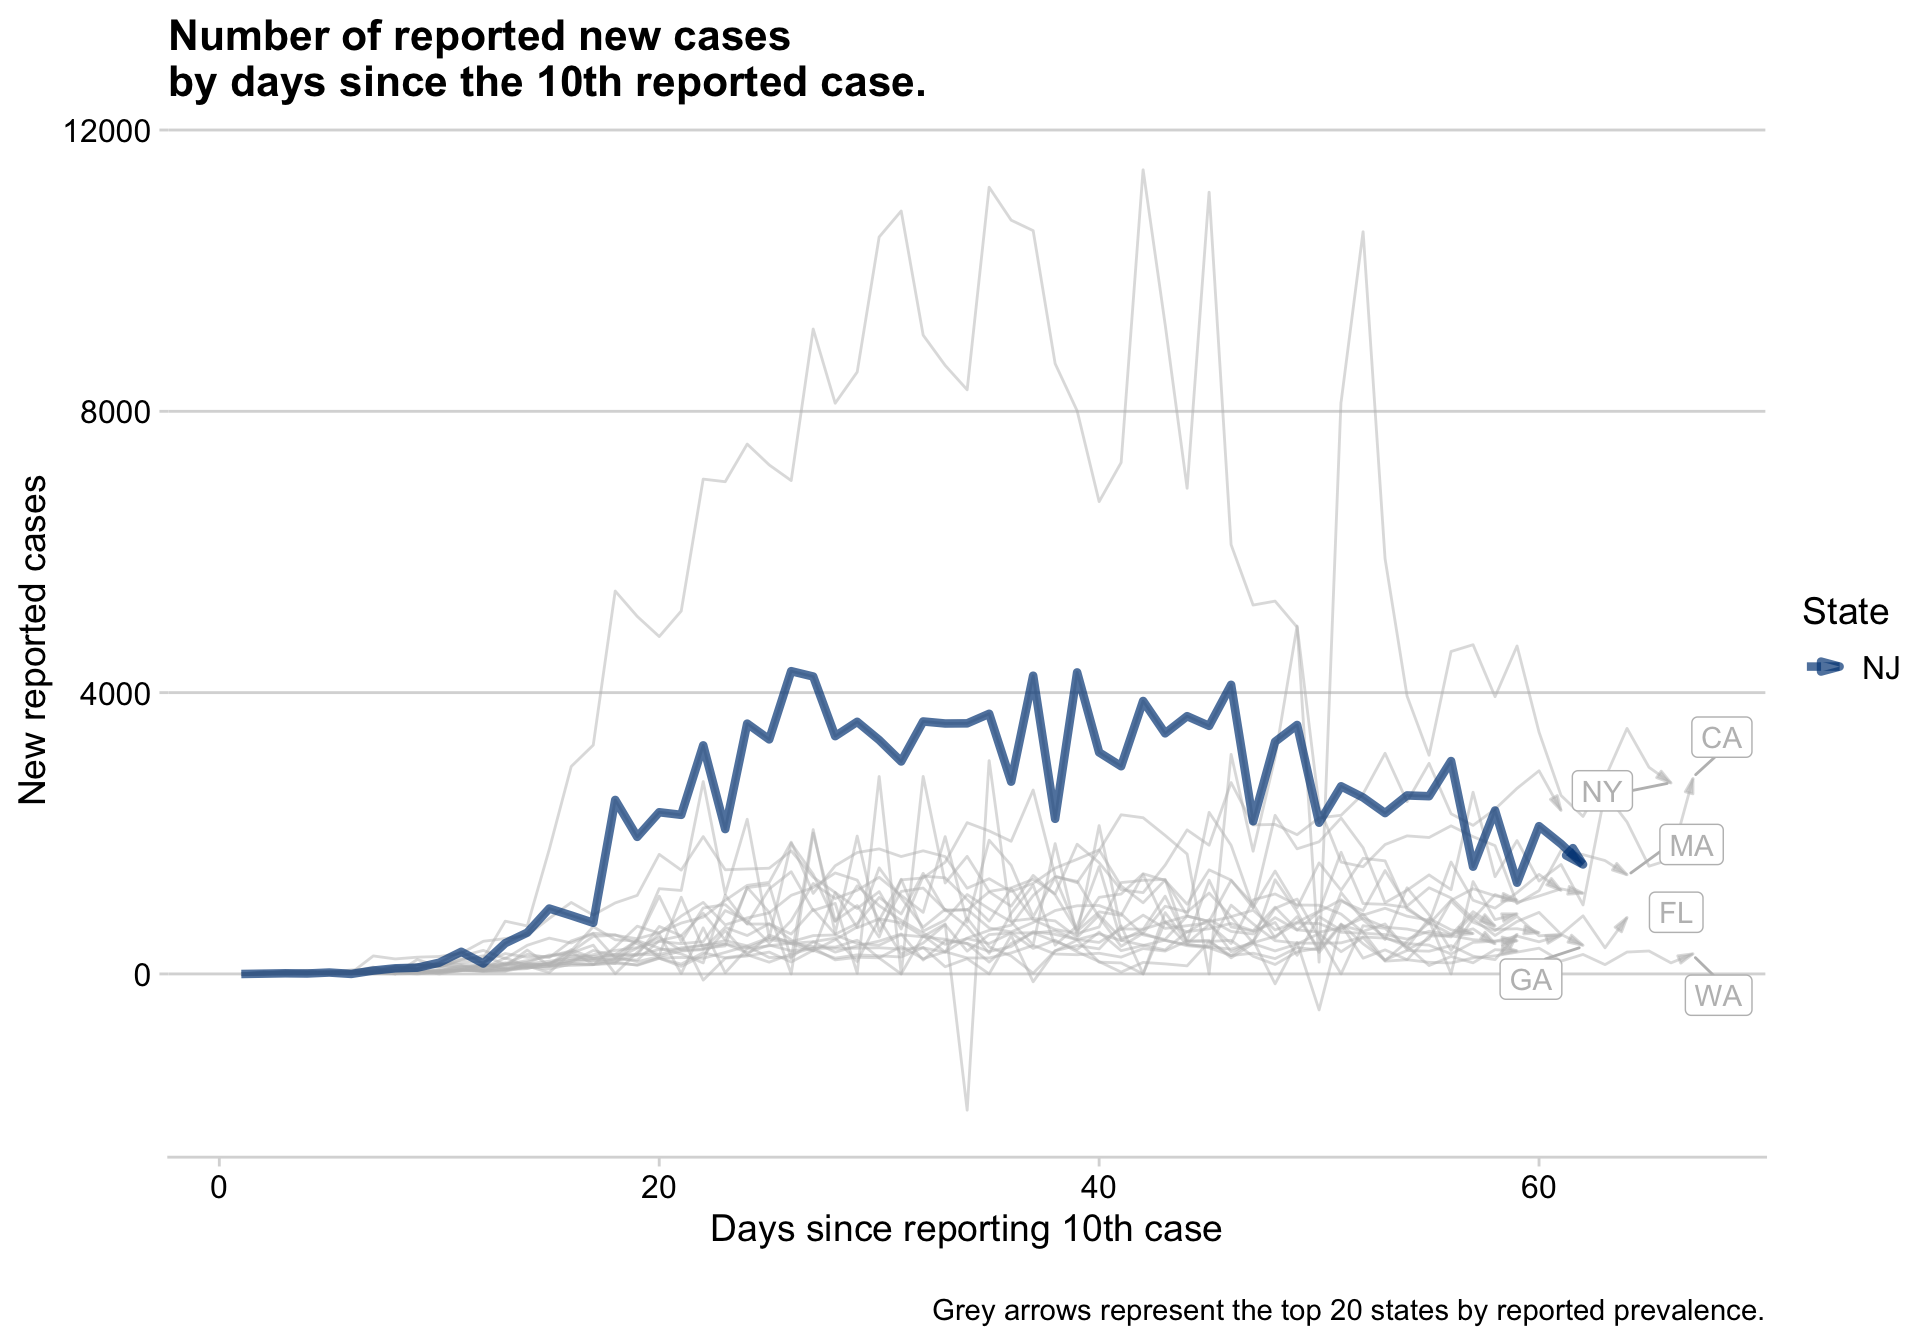 Number of reported new cases
by days since the 10th reported case.
12000
8000
4000
0
New reported cases
NY
CA
MA
FL
GA
WA
State
NJ
0
20
40
60
Days since reporting 10th case
Grey arrows represent the top 20 states by reported prevalence.